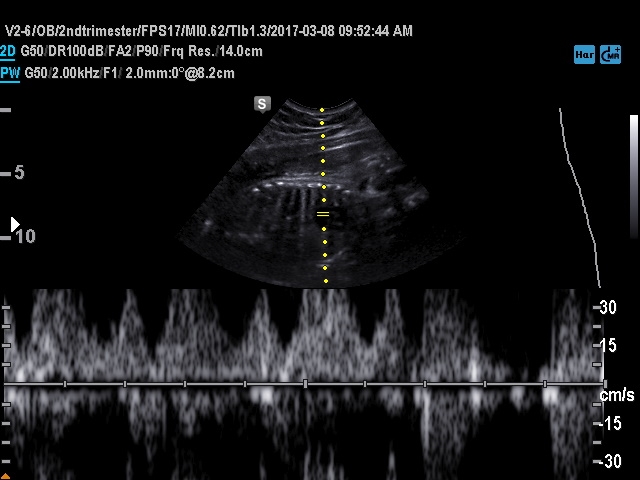 V2-6/OB/2ndtrimester/FPS17/MI0.62/TIb1.3/2017-03-08 09:52:44 AM
2D G50/DR100dB/FA2/P90/Frq Res./14.0cm
Har CMR
PW G50/2.00kHz/F1/ 2.0mm:0°@8.2cm
S
5
10
30
15
cm/s
-15
-30